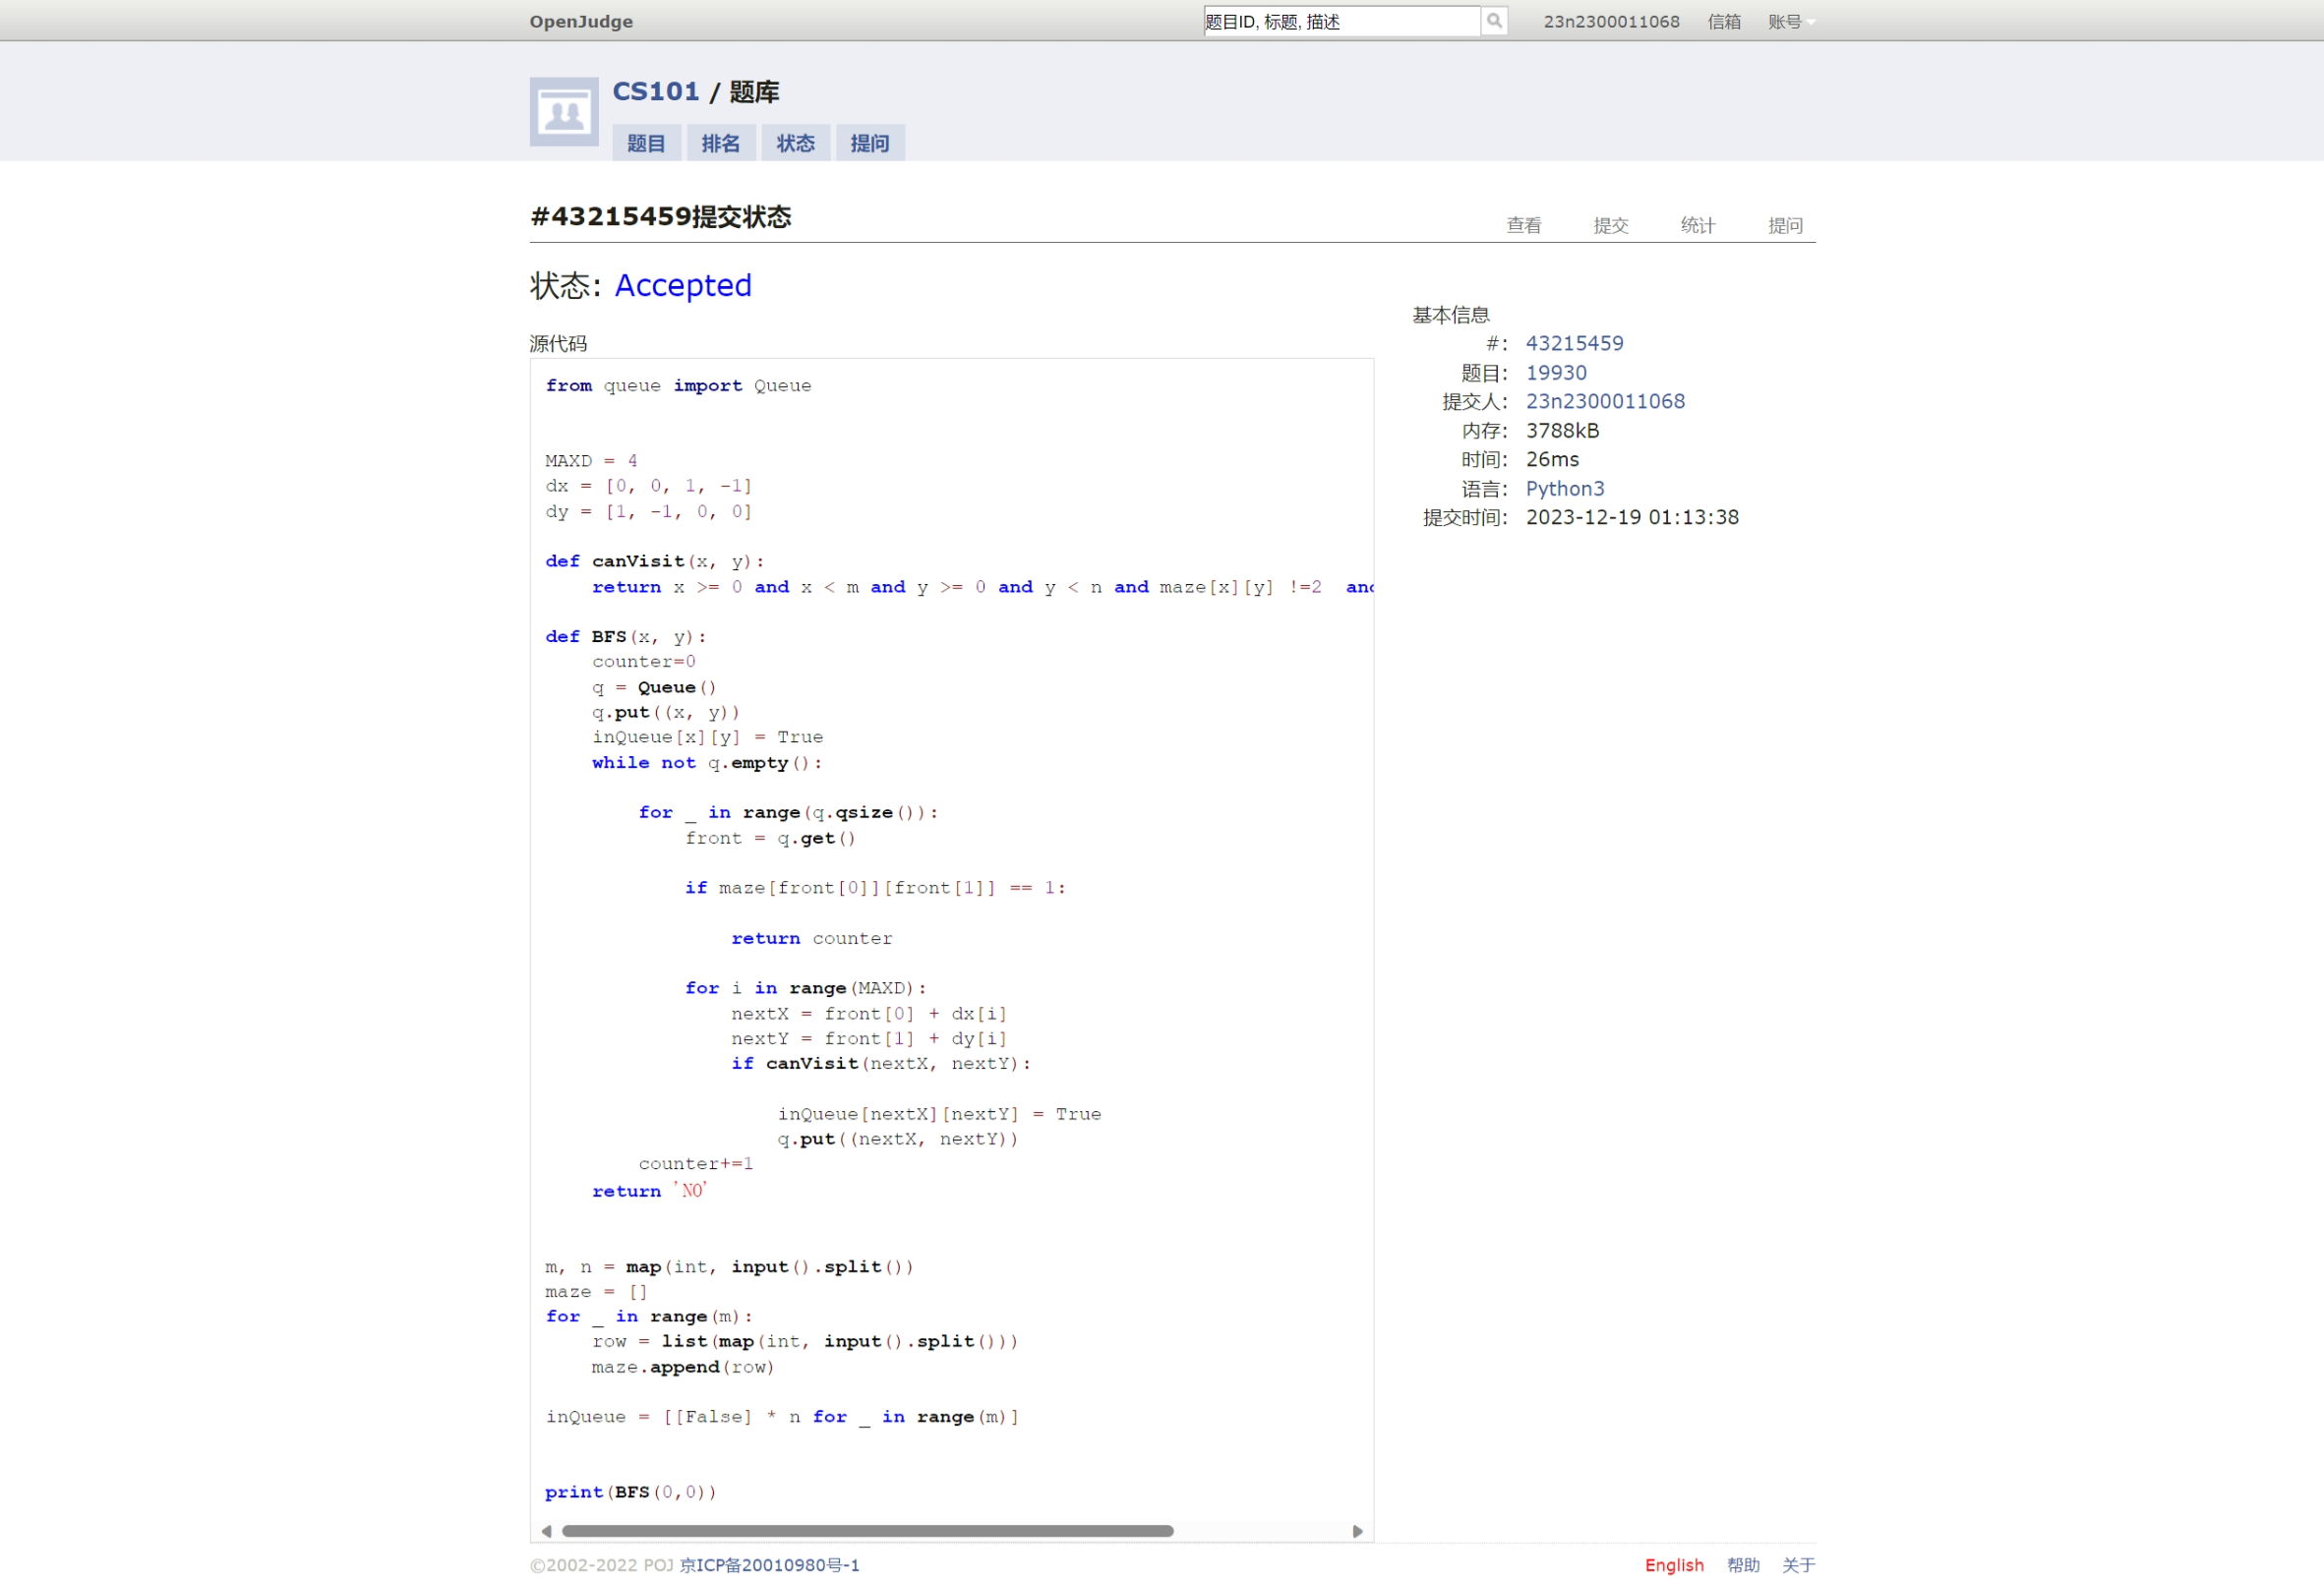 OpenJudge
题目ID, 标题, 描述
23n2300011068 信箱 账号
CS101 / 题库
题目 排名 状态 提问
#43215459提交状态
查看 提交 统计 提问
状态: Accepted
源代码
from queue import Queue
MAXD = 4
dx = [0, 0, 1, -1]
dy = [1, -1, 0, 0]
def canVisit(x, y):
    return x >= 0 and x < m and y >= 0 and y < n and maze[x][y] !=2  and
def BFS(x, y):
    counter=0
    q = Queue()
    q.put((x, y))
    inQueue[x][y] = True
    while not q.empty():
        for _ in range(q.qsize()):
            front = q.get()
            if maze[front[0]][front[1]] == 1:
                return counter
            for i in range(MAXD):
                nextX = front[0] + dx[i]
                nextY = front[1] + dy[i]
                if canVisit(nextX, nextY):
                    inQueue[nextX][nextY] = True
                    q.put((nextX, nextY))
        counter+=1
    return 'NO'
m, n = map(int, input().split())
maze = []
for _ in range(m):
    row = list(map(int, input().split()))
    maze.append(row)
inQueue = [[False] * n for _ in range(m)]
print(BFS(0,0))
基本信息
#: 43215459
题目: 19930
提交人: 23n2300011068
内存: 3788kB
时间: 26ms
语言: Python3
提交时间: 2023-12-19 01:13:38
©2002-2022 POJ 京ICP备20010980号-1
English 帮助 关于